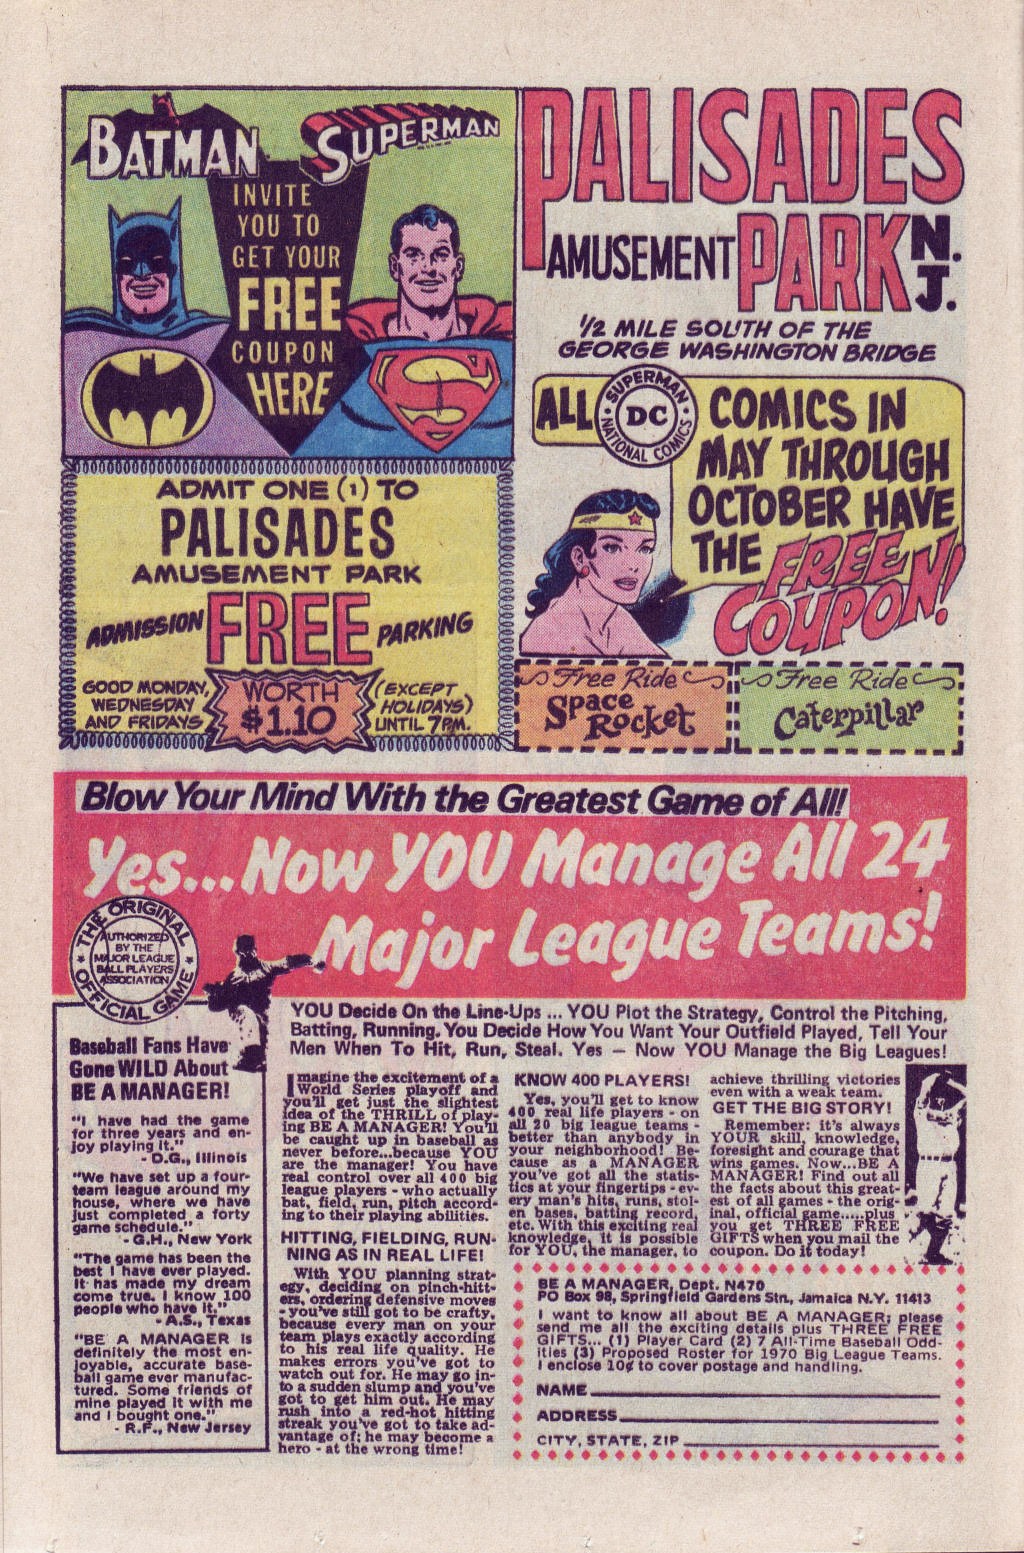 BATMAN
SUPERMAN
INVITE
YOU TO
GET YOUR
FREE
COUPON
HERE
PALISADES
AMUSEMENT PARK N.J.
1/2 MILE SOUTH OF THE
GEORGE WASHINGTON BRIDGE
ALL
SUPERMAN
DC
NATIONAL COMICS
COMICS IN
MAY THROUGH
OCTOBER HAVE
THE FREE
COUPON!
ADMIT ONE (1) TO
PALISADES
AMUSEMENT PARK
ADMISSION FREE PARKING
GOOD MONDAY,
WEDNESDAY
AND FRIDAYS
WORTH
$1.10
(EXCEPT
HOLIDAYS)
UNTIL 7 P.M.
Free Ride
Space
Rocket
Free Ride
Caterpillar
Blow Your Mind With the Greatest Game of All!
Yes...Now YOU Manage All 24
Major League Teams!
THE ORIGINAL
AUTHORIZED
BY THE
MAJOR LEAGUE
BALL PLAYERS
ASSOCIATION
OFFICIAL GAME
YOU Decide On the Line-Ups ... YOU Plot the Strategy, Control the Pitching,
Batting, Running. You Decide How You Want Your Outfield Played, Tell Your
Men When To Hit, Run, Steal. Yes — Now YOU Manage the Big Leagues!
Baseball Fans Have
Gone WILD About
BE A MANAGER!
"I have had the game
for three years and en-
joy playing it."
- D.G., Illinois
"We have set up a four-
team league around my
house, where we have
just completed a forty
game schedule."
- G.H., New York
"The game has been the
best I have ever played.
It has made my dream
come true. I know 100
people who have it."
- A.S., Texas
"BE A MANAGER is
definitely the most en-
joyable, accurate base-
ball game ever manufac-
tured. Some friends of
mine played it with me
and I bought one."
- R.F., New Jersey
Imagine the excitement of a
World Series playoff and
you'll get just the slightest
idea of the THRILL of play-
ing BE A MANAGER! You'll
be caught up in baseball as
never before...because YOU
are the manager! You have
real control over all 400 big
league players - who actually
bat, field, run, pitch accord-
ing to their playing abilities.
HITTING, FIELDING, RUN-
NING AS IN REAL LIFE!
With YOU planning strat-
egy, deciding on pinch-hitt-
ers, ordering defensive moves
- you've still got to be crafty,
because every man on your
team plays exactly according
to his real life quality. He
makes errors you've got to
watch out for. He may go in-
to a sudden slump and you've
got to get him out. He may
rush into a red-hot hitting
streak you've got to take ad-
vantage of; he may become a
hero - at the wrong time!
KNOW 400 PLAYERS!
Yes, you'll get to know
400 real life players - on
all 20 big league teams -
better than anybody in
your neighborhood! Be-
cause as a MANAGER
you've got all the statis-
tics at your fingertips - ev-
ery man's hits, runs, stol-
en bases, batting record,
etc. With this exciting real
knowledge, it is possible
for YOU, the manager, to
achieve thrilling victories
even with a weak team.
GET THE BIG STORY!
Remember: it's always
YOUR skill, knowledge,
foresight and courage that
wins games. Now...BE A
MANAGER! Find out all
the facts about this great-
est of all games - the orig-
inal, official game.....plus
you get THREE FREE
GIFTS when you mail the
coupon. Do it today!
BE A MANAGER, Dept. N470
PO Box 98, Springfield Gardens Stn., Jamaica N.Y. 11413
I want to know all about BE A MANAGER; please
send me all the exciting details plus THREE FREE
GIFTS... (1) Player Card (2) 7 All-Time Baseball Odd-
ities (3) Proposed Roster for 1970 Big League Teams.
I enclose 10¢ to cover postage and handling.
NAME
ADDRESS
CITY, STATE, ZIP